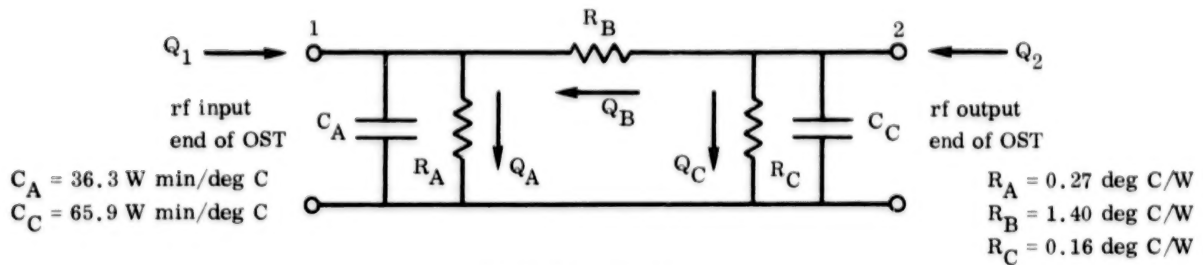 R_B
1
2
Q_1
Q_2
rf input
end of OST
C_A
R_A
Q_A
Q_B
Q_C
R_C
C_C
rf output
end of OST
C_A = 36.3 W min/deg C
C_C = 65.9 W min/deg C
R_A = 0.27 deg C/W
R_B = 1.40 deg C/W
R_C = 0.16 deg C/W